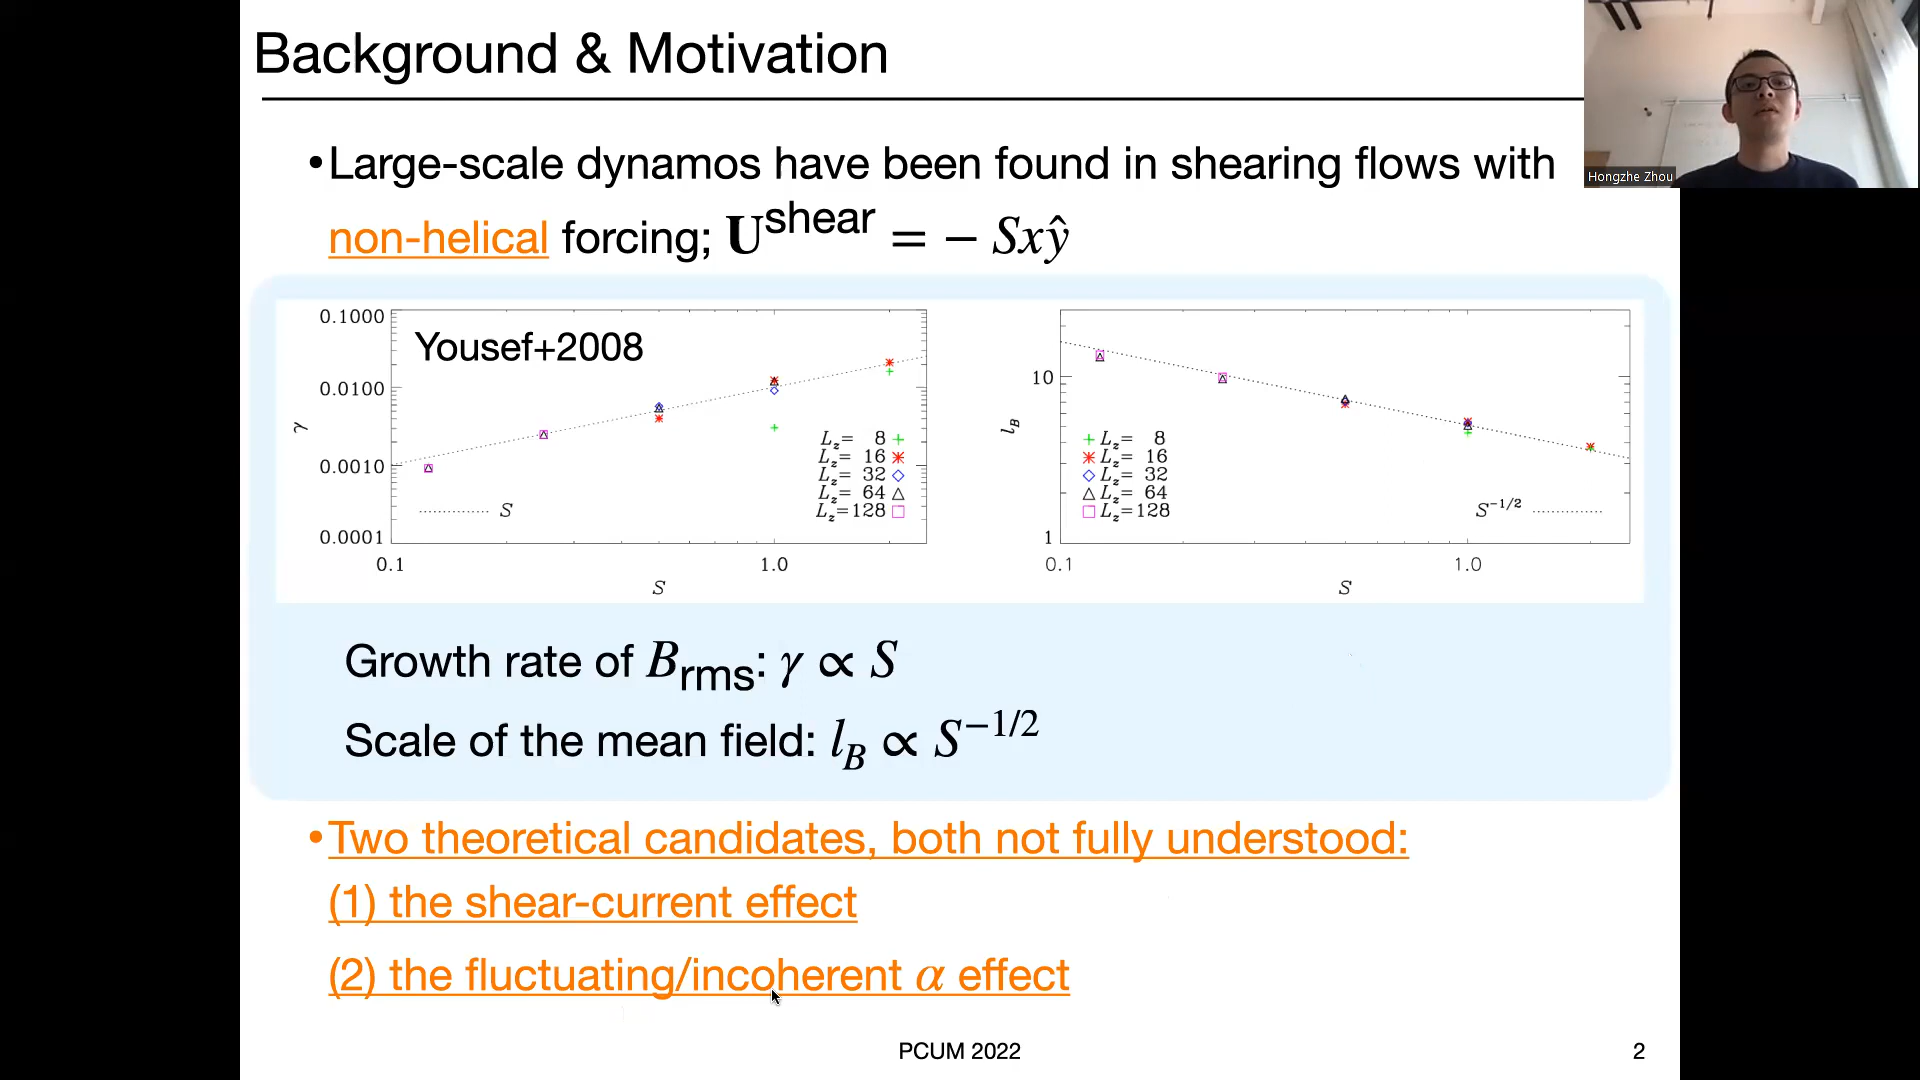 Background & Motivation
Hongzhe Zhou
•Large-scale dynamos have been found in shearing flows with
non-helical forcing; U^shear = − Sxŷ
Yousef+2008
0.1000
0.0100
0.0010
0.0001
γ
L_z= 8
L_z= 16
L_z= 32
L_z= 64
L_z=128
S
0.1
1.0
S
10
1
l_B
L_z= 8
L_z= 16
L_z= 32
L_z= 64
L_z=128
S^−1/2
0.1
1.0
S
Growth rate of B_rms: γ ∝ S
Scale of the mean field: l_B ∝ S^−1/2
•Two theoretical candidates, both not fully understood:
(1) the shear-current effect
(2) the fluctuating/incoherent α effect
PCUM 2022
2